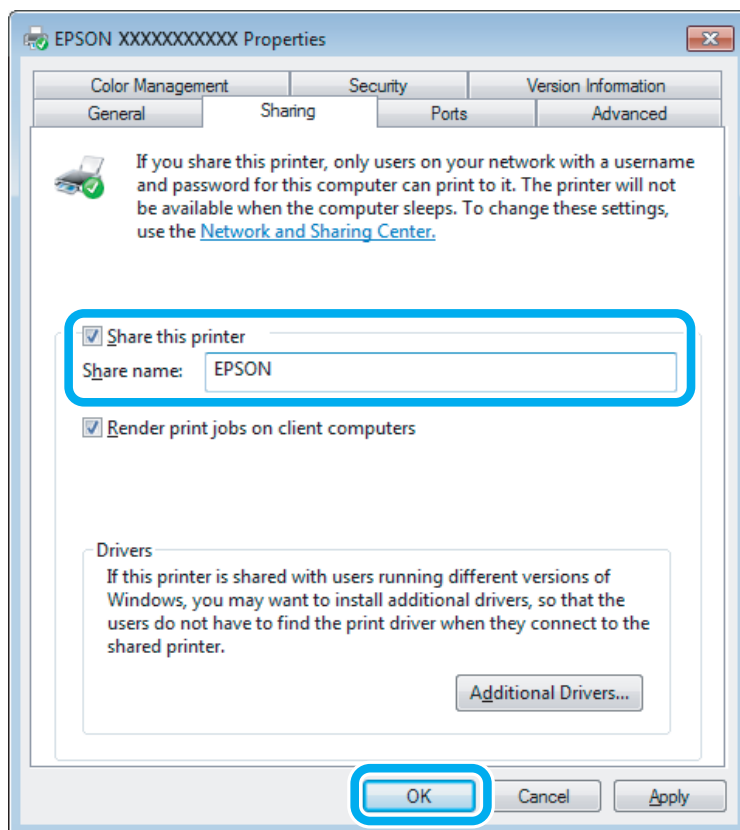 EPSON XXXXXXXXXXX Properties
Color Management Security Version Information
General Sharing Ports Advanced
If you share this printer, only users on your network with a username
and password for this computer can print to it. The printer will not
be available when the computer sleeps. To change these settings,
use the Network and Sharing Center.
Share this printer
Share name: EPSON
Render print jobs on client computers
Drivers
If this printer is shared with users running different versions of
Windows, you may want to install additional drivers, so that the
users do not have to find the print driver when they connect to the
shared printer.
Additional Drivers...
OK Cancel Apply